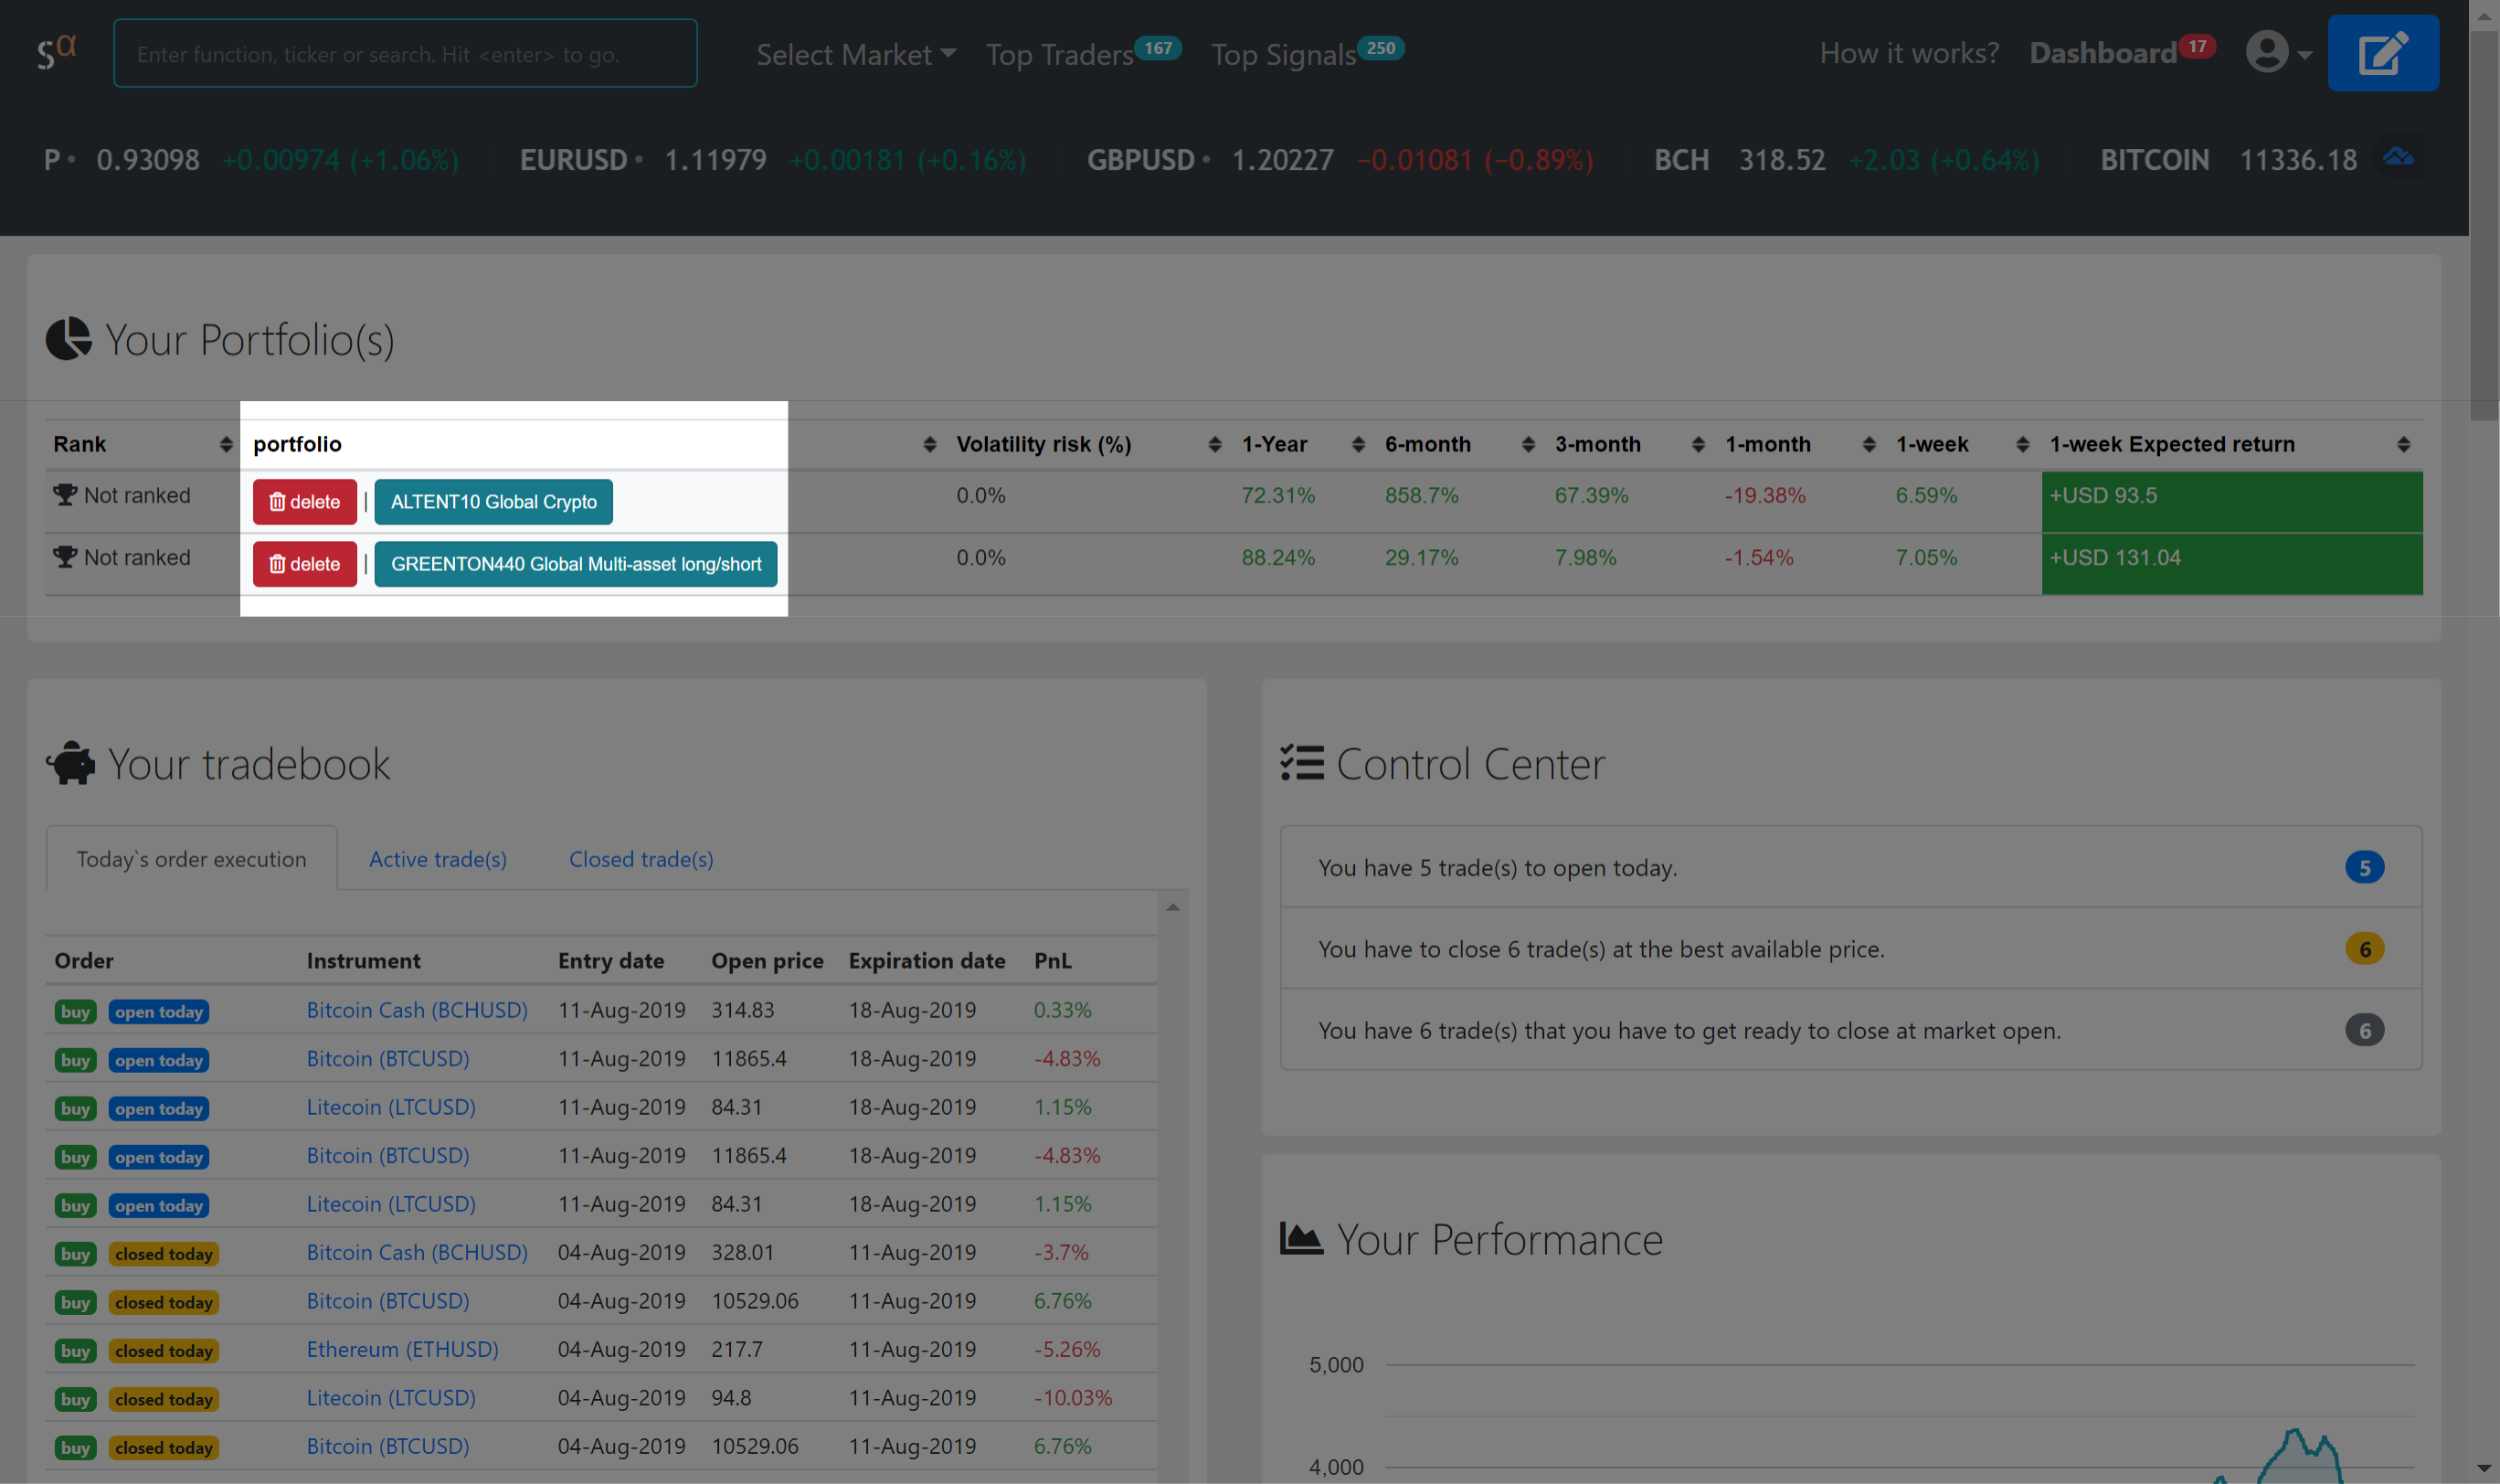 sα Enter function, ticker or search. Hit <enter> to go. Select Market Top Traders 167 Top Signals 250 How it works? Dashboard 17
P • 0.93098 +0.00974 (+1.06%) EURUSD • 1.11979 +0.00181 (+0.16%) GBPUSD • 1.20227 −0.01081 (−0.89%) BCH 318.52 +2.03 (+0.64%) BITCOIN 11336.18
Your Portfolio(s)
Rank portfolio Volatility risk (%) 1-Year 6-month 3-month 1-month 1-week 1-week Expected return
Not ranked delete | ALTENT10 Global Crypto 0.0% 72.31% 858.7% 67.39% -19.38% 6.59% +USD 93.5
Not ranked delete | GREENTON440 Global Multi-asset long/short 0.0% 88.24% 29.17% 7.98% -1.54% 7.05% +USD 131.04
Your tradebook
Today`s order execution Active trade(s) Closed trade(s)
Order Instrument Entry date Open price Expiration date PnL
buy open today Bitcoin Cash (BCHUSD) 11-Aug-2019 314.83 18-Aug-2019 0.33%
buy open today Bitcoin (BTCUSD) 11-Aug-2019 11865.4 18-Aug-2019 -4.83%
buy open today Litecoin (LTCUSD) 11-Aug-2019 84.31 18-Aug-2019 1.15%
buy open today Bitcoin (BTCUSD) 11-Aug-2019 11865.4 18-Aug-2019 -4.83%
buy open today Litecoin (LTCUSD) 11-Aug-2019 84.31 18-Aug-2019 1.15%
buy closed today Bitcoin Cash (BCHUSD) 04-Aug-2019 328.01 11-Aug-2019 -3.7%
buy closed today Bitcoin (BTCUSD) 04-Aug-2019 10529.06 11-Aug-2019 6.76%
buy closed today Ethereum (ETHUSD) 04-Aug-2019 217.7 11-Aug-2019 -5.26%
buy closed today Litecoin (LTCUSD) 04-Aug-2019 94.8 11-Aug-2019 -10.03%
buy closed today Bitcoin (BTCUSD) 04-Aug-2019 10529.06 11-Aug-2019 6.76%
Control Center
You have 5 trade(s) to open today. 5
You have to close 6 trade(s) at the best available price. 6
You have 6 trade(s) that you have to get ready to close at market open. 6
Your Performance
5,000
4,000